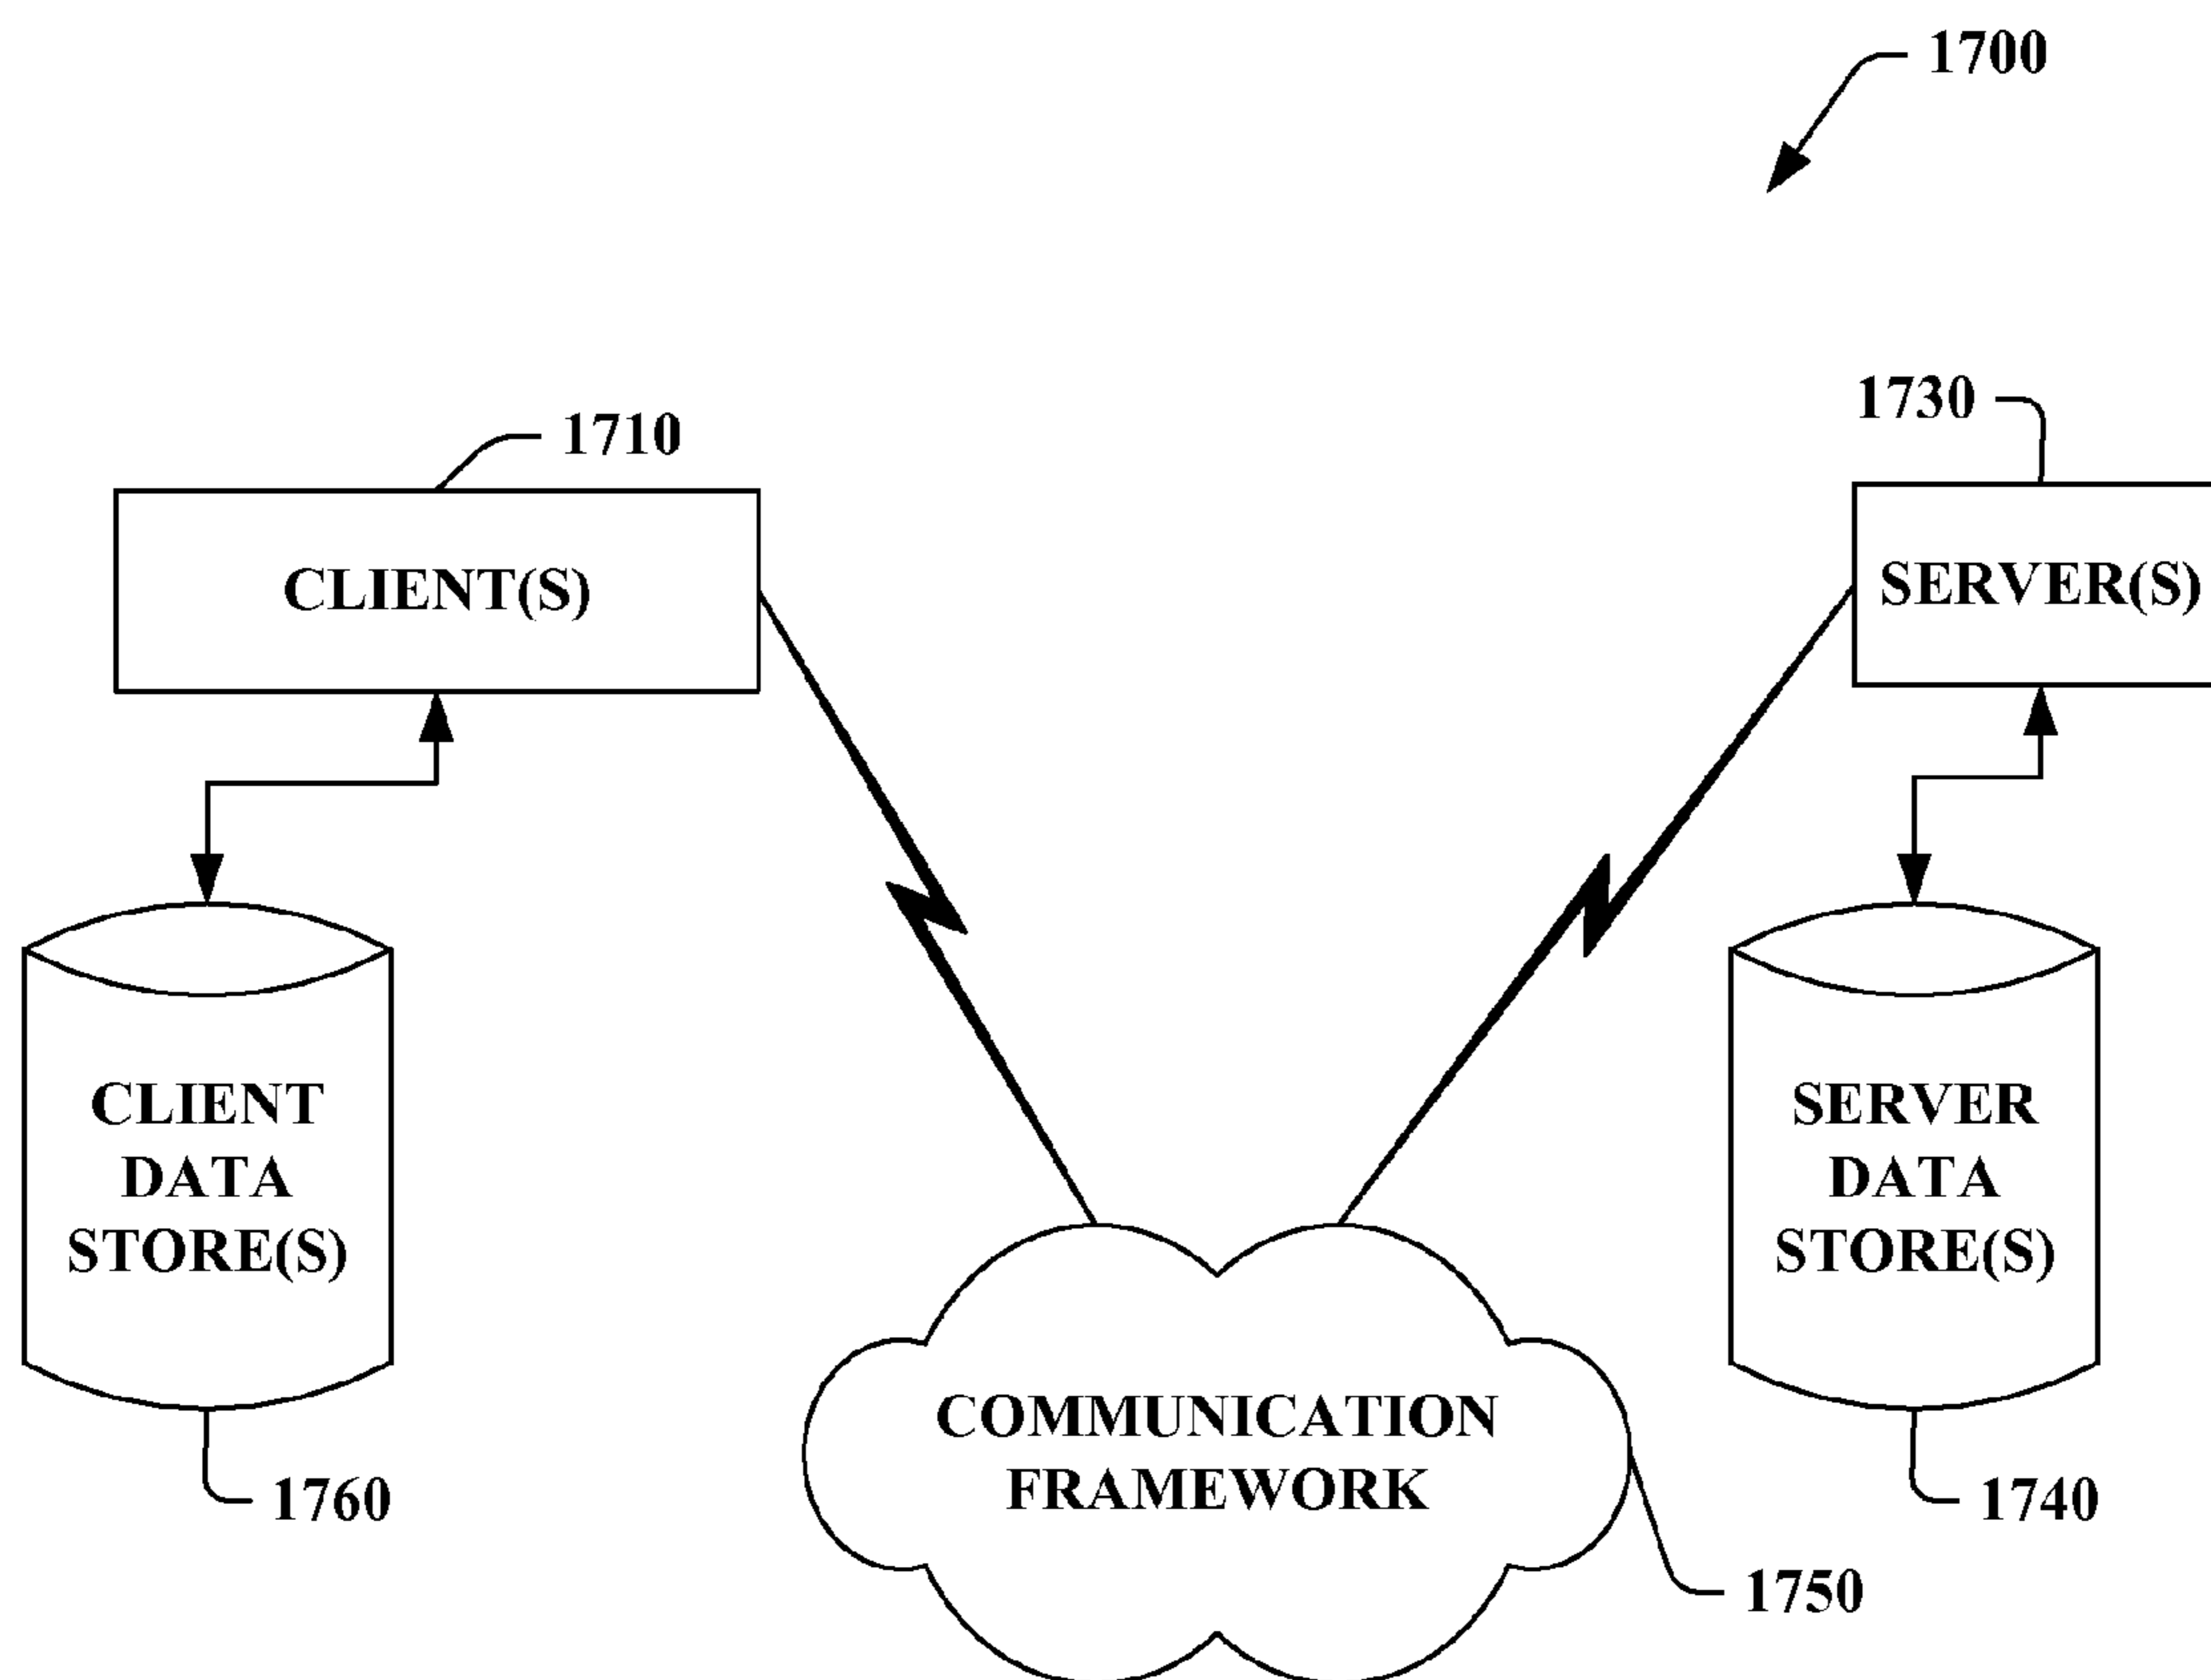 1700
1710
1730
CLIENT(S)
SERVER(S)
CLIENT
DATA
STORE(S)
SERVER
DATA
STORE(S)
COMMUNICATION
FRAMEWORK
1760
1740
1750